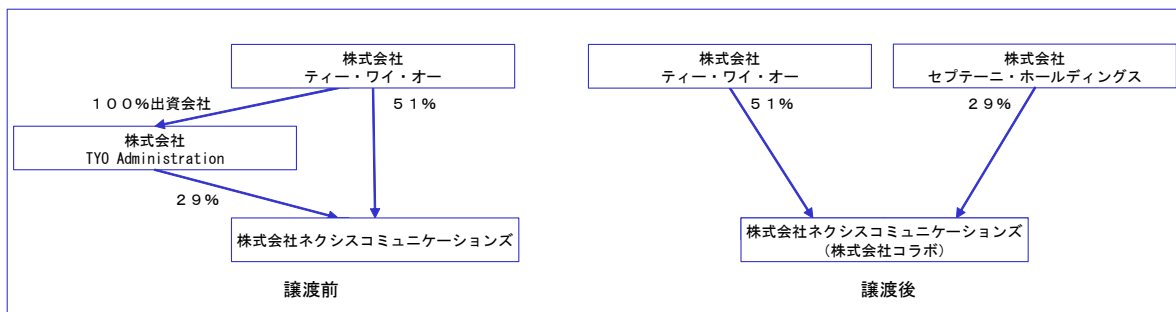 株式会社
ティー・ワイ・オー
１００％出資会社
５１％
株式会社
TYO Administration
２９％
株式会社ネクシスコミュニケーションズ
譲渡前
株式会社
ティー・ワイ・オー
株式会社
セプテーニ・ホールディングス
５１％
２９％
株式会社ネクシスコミュニケーションズ
（株式会社コラボ）
譲渡後